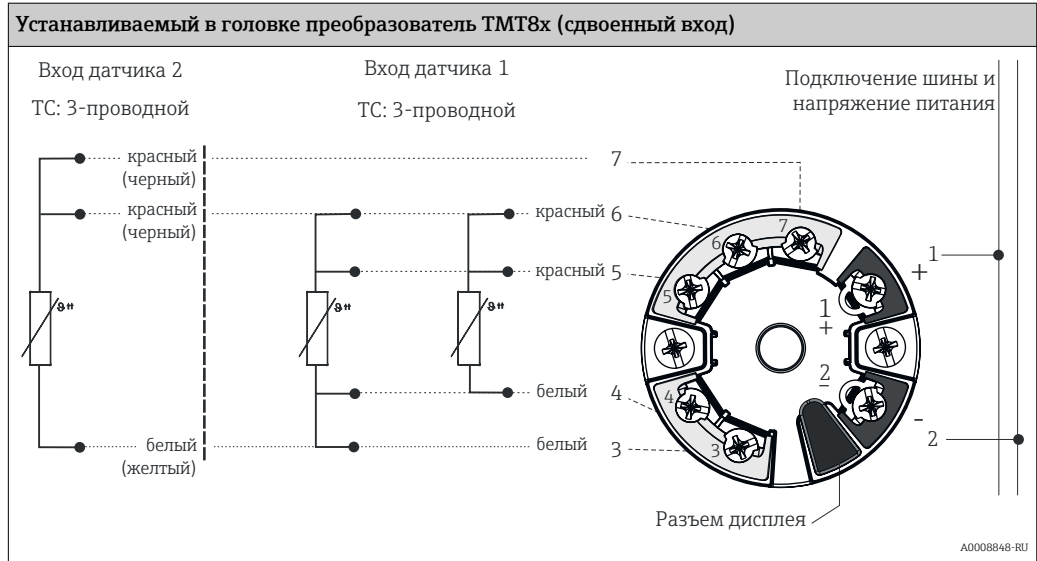 Устанавливаемый в головке преобразователь TMT8x (сдвоенный вход)
Вход датчика 2
ТС: 3-проводной
Вход датчика 1
ТС: 3-проводной
Подключение шины и
напряжение питания
красный
(черный)
7
красный
(черный)
красный 6
красный 5
белый 4
белый
(желтый)
белый 3
7
6
5
4
3
1
+
2
-
1
+
-
2
ϑ
ϑ
ϑ
Разъем дисплея
A0008848-RU